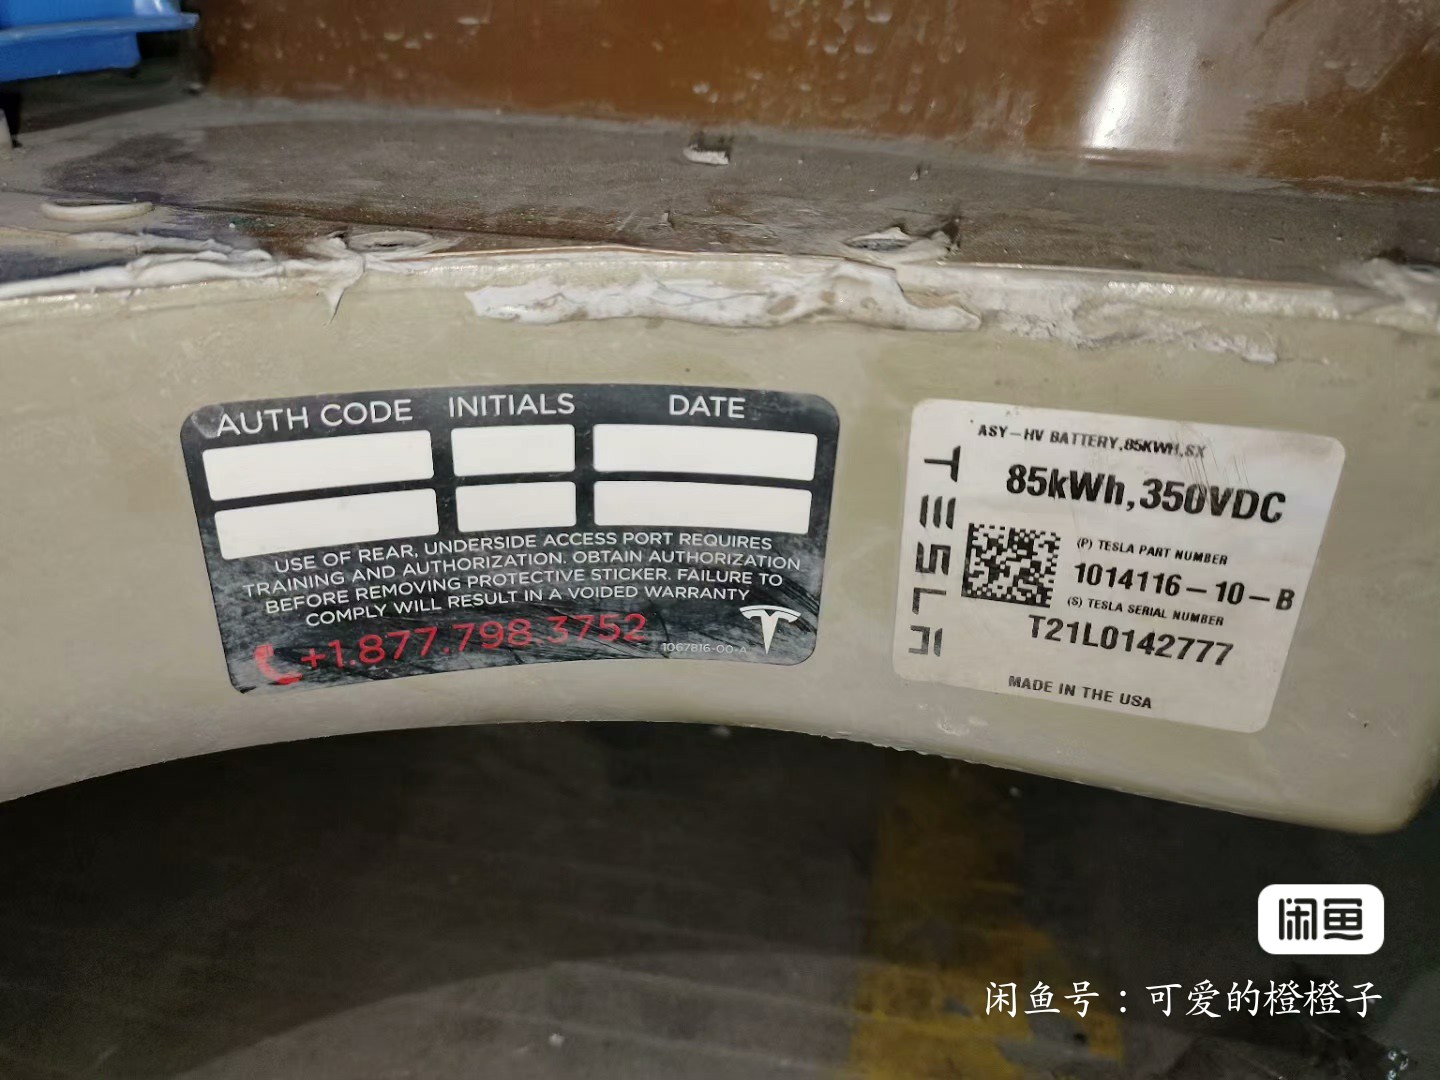 AUTH CODE INITIALS DATE
USE OF REAR, UNDERSIDE ACCESS PORT REQUIRES
TRAINING AND AUTHORIZATION. OBTAIN AUTHORIZATION
BEFORE REMOVING PROTECTIVE STICKER. FAILURE TO
COMPLY WILL RESULT IN A VOIDED WARRANTY
+1.877.798.3752
1067816-00-A
TESLA
ASY-HV BATTERY,85KWH,SX
85kWh,350VDC
(P) TESLA PART NUMBER
1014116-10-B
(S) TESLA SERIAL NUMBER
T21L0142777
MADE IN THE USA
闲鱼
闲鱼号：可爱的橙橙子